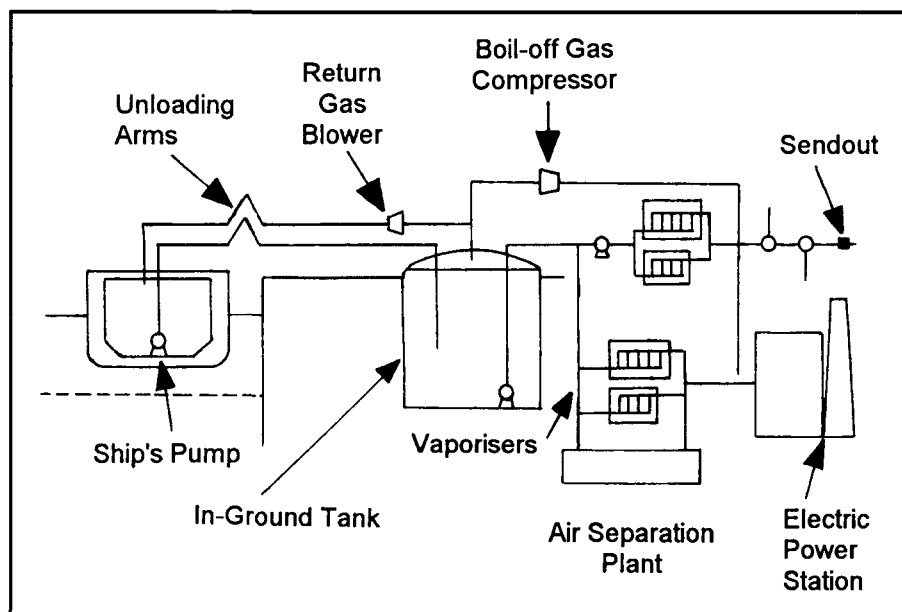 Boil-off Gas
Compressor
Return
Gas
Blower
Unloading
Arms
Sendout
Ship's Pump
Vaporisers
In-Ground Tank
Air Separation
Plant
Electric
Power
Station